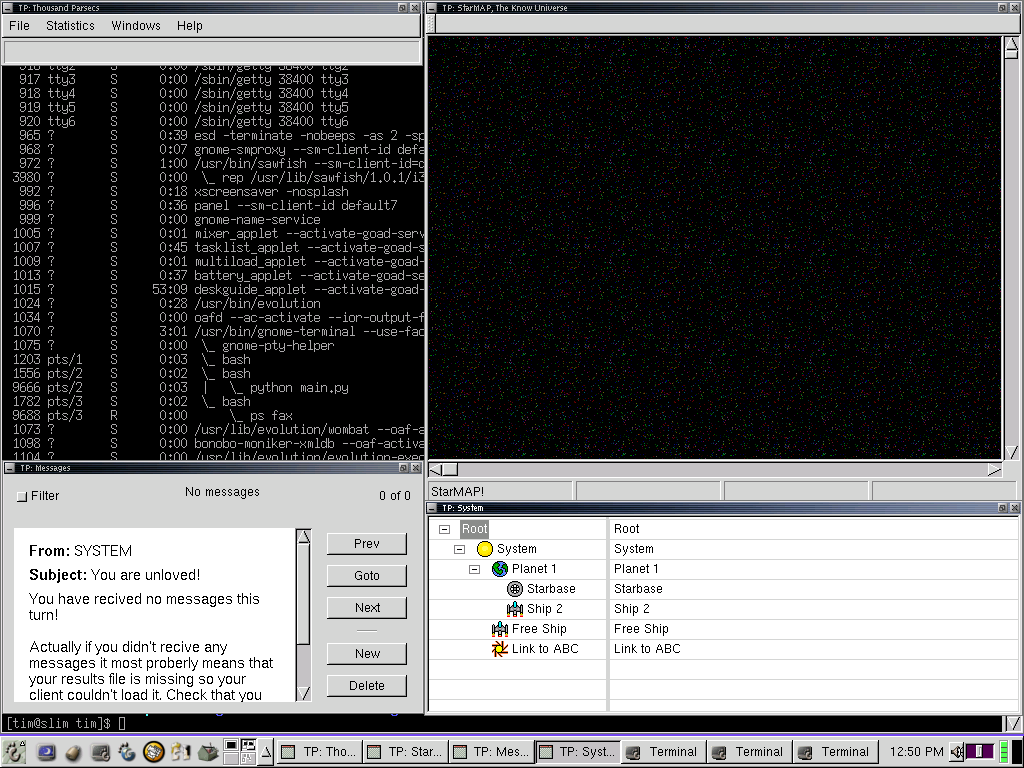 TP: Thousand Parsecs
File Statistics Windows Help
918 tty2 S 0:00 /sbin/getty 38400 tty2
917 tty3 S 0:00 /sbin/getty 38400 tty3
918 tty4 S 0:00 /sbin/getty 38400 tty4
919 tty5 S 0:00 /sbin/getty 38400 tty5
920 tty6 S 0:00 /sbin/getty 38400 tty6
965 ? S 0:39 esd -terminate -nobeeps -as 2 -sp
968 ? S 0:07 gnome-smproxy --sm-client-id defa
972 ? S 1:00 /usr/bin/sawfish --sm-client-id=d
3980 ? S 0:00 \_ rep /usr/lib/sawfish/1.0.1/i3
992 ? S 0:18 xscreensaver -nosplash
996 ? S 0:36 panel --sm-client-id default7
999 ? S 0:00 gnome-name-service
1005 ? S 0:01 mixer_applet --activate-goad-serv
1007 ? S 0:45 tasklist_applet --activate-goad-s
1009 ? S 0:01 multiload_applet --activate-goad-
1013 ? S 0:37 battery_applet --activate-goad-se
1015 ? S 53:09 deskguide_applet --activate-goad-
1024 ? S 0:28 /usr/bin/evolution
1034 ? S 0:00 oafd --ac-activate --ior-output-f
1070 ? S 3:01 /usr/bin/gnome-terminal --use-fac
1075 ? S 0:00 \_ gnome-pty-helper
1203 pts/1 S 0:03 \_ bash
1556 pts/2 S 0:02 \_ bash
9666 pts/2 S 0:03 | \_ python main.py
1782 pts/3 S 0:02 \_ bash
9688 pts/3 R 0:00 \_ ps fax
1073 ? S 0:00 /usr/lib/evolution/wombat --oaf-a
1098 ? S 0:00 bonobo-moniker-xmldb --oaf-activa
1104 ? S 0:00 /usr/lib/evolution/evolution-exec
TP: StarMAP, The Know Universe
StarMAP!
TP: Messages
Filter No messages 0 of 0
From: SYSTEM
Subject: You are unloved!
You have recived no messages this
turn!
Actually if you didn't recive any
messages it most properly means that
your results file is missing so your
client couldn't load it. Check that you
Prev
Goto
Next
New
Delete
TP: System
Root Root
System System
Planet 1 Planet 1
Starbase Starbase
Ship 2 Ship 2
Free Ship Free Ship
Link to ABC Link to ABC
[tim@slim tim]$
TP: Tho... TP: Star... TP: Mes... TP: Syst... Terminal Terminal Terminal 12:50 PM